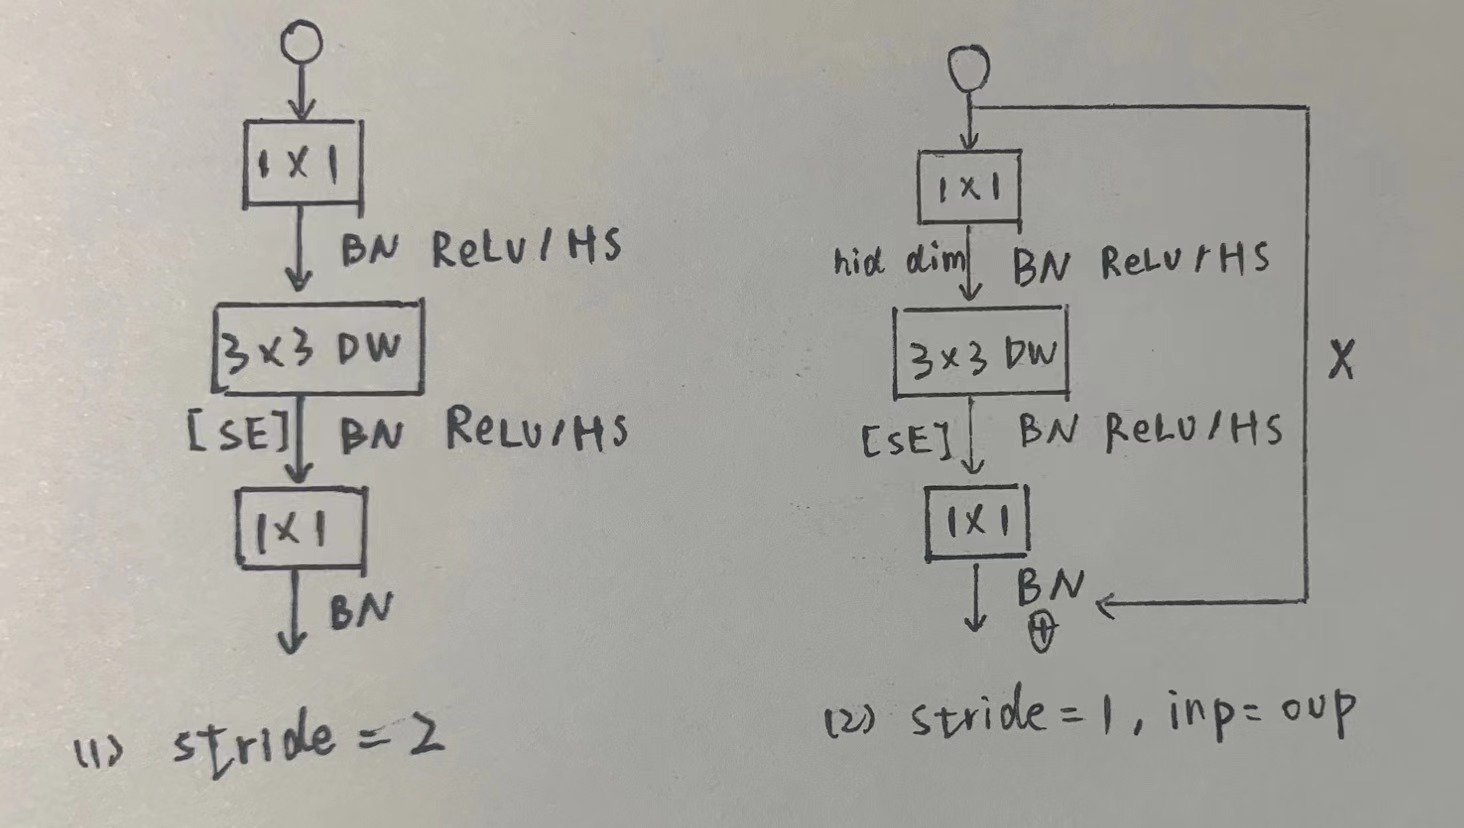 1 X 1
BN ReLU / HS
3 x 3 DW
[SE] BN ReLU/HS
1 X 1
BN
(1) stride = 2
1 x 1
hid dim BN ReLU / HS
3 x 3 DW
X
[SE] BN ReLU / HS
1 X 1
BN
⊕
(2) stride = 1, inp = oup